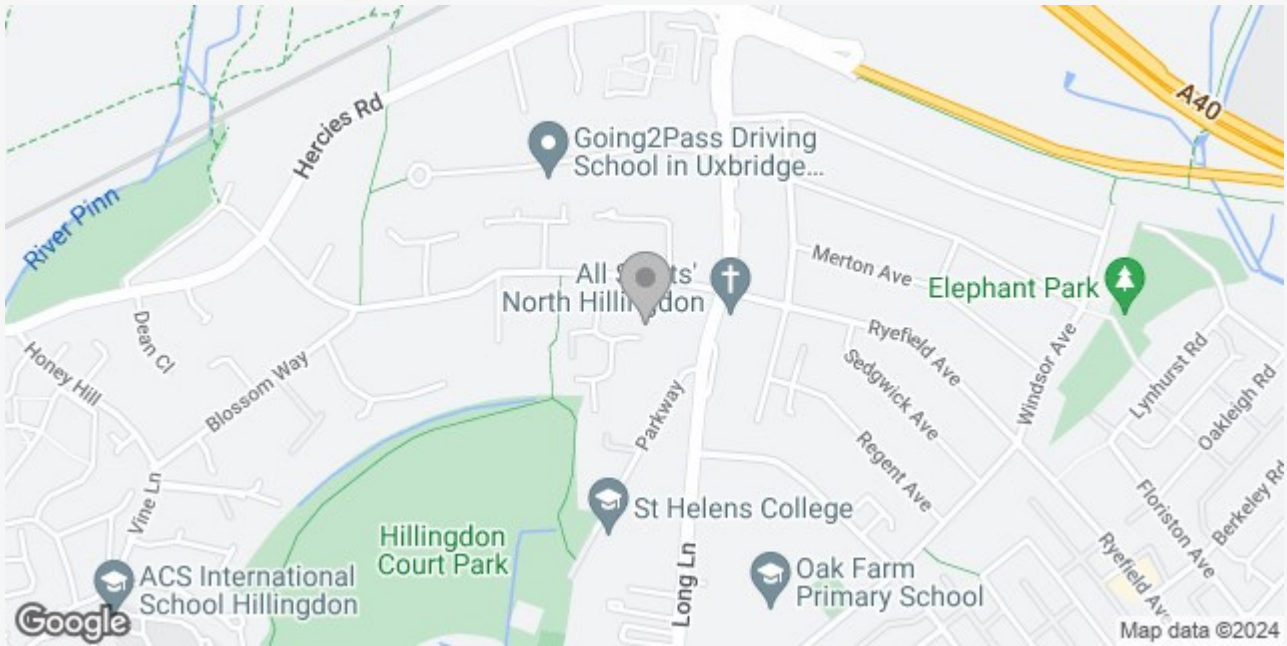 A40
Hercies Rd
Going2Pass Driving
School in Uxbridge...
River Pinn
Merton Ave
All
North Hillingdon
Elephant Park
Dean Cl
Ryefield Ave
Windsor Ave
Honey Hill
Blossom Way
Sedgwick Ave
Lynhurst Rd
Oakleigh Rd
Parkway
Regent Ave
Vine Ln
St Helens College
Floriston Ave
Berkeley Rd
Hillingdon
Court Park
Long Ln
Ryefield Ave
ACS International
School Hillingdon
Oak Farm
Primary School
Google
Map data ©2024